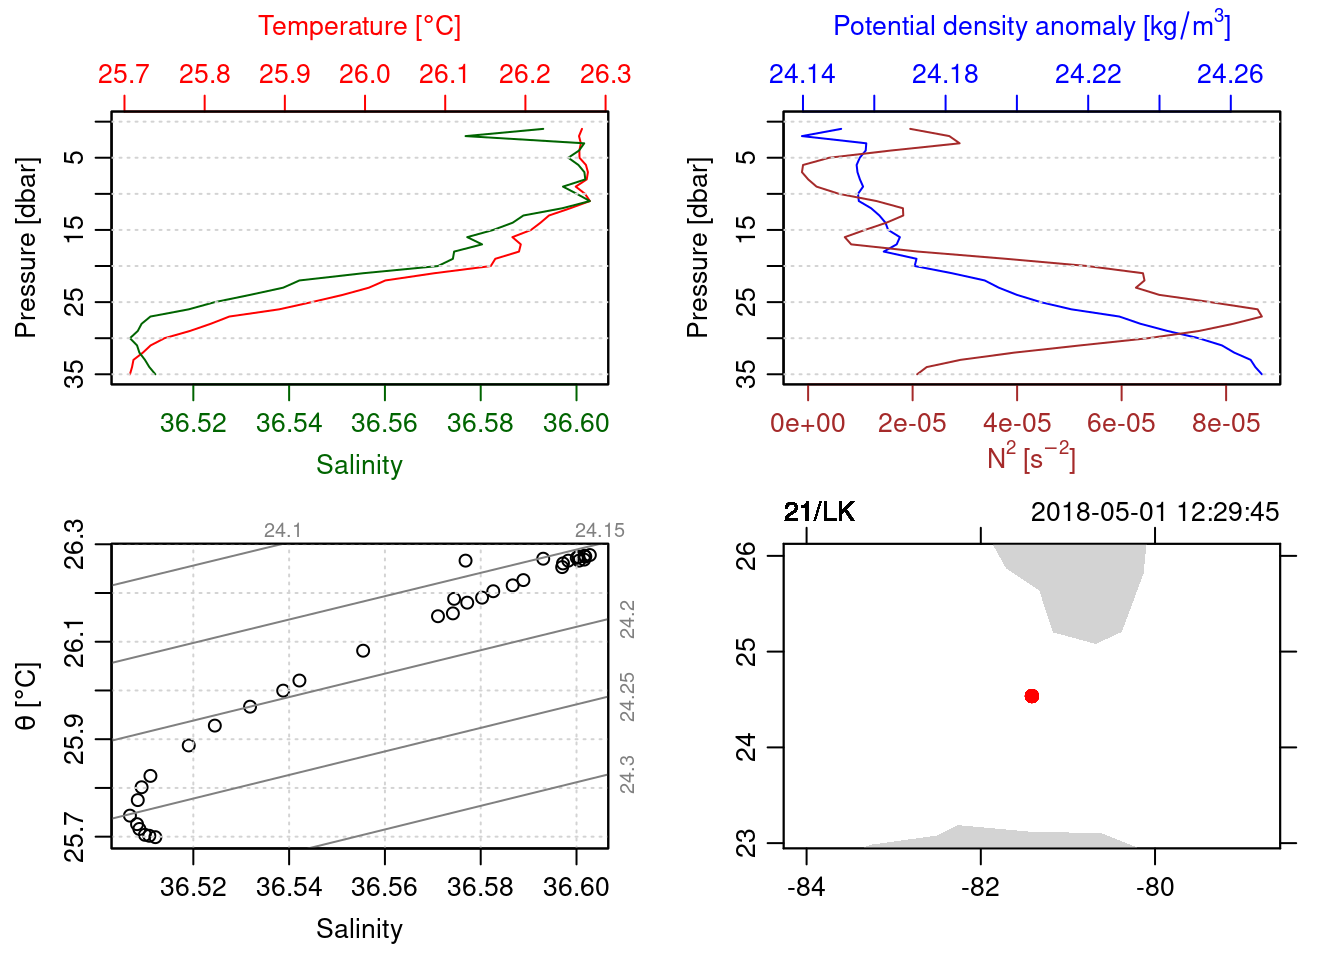 Temperature [°C]
25.7 25.8 25.9 26.0 26.1 26.2 26.3
Pressure [dbar]
5
15
25
35
36.52 36.54 36.56 36.58 36.60
Salinity
Potential density anomaly [kg/m³]
24.14 24.18 24.22 24.26
Pressure [dbar]
5
15
25
35
0e+00 2e-05 4e-05 6e-05 8e-05
N² [s⁻²]
24.1 24.15
26.3
26.1
25.9
25.7
θ [°C]
24.2
24.25
24.3
36.52 36.54 36.56 36.58 36.60
Salinity
21/LK 2018-05-01 12:29:45
26
25
24
23
-84 -82 -80